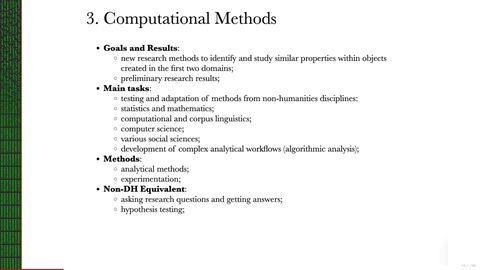 3. Computational Methods
• Goals and Results:
◦ new research methods to identify and study similar properties within objects
created in the first two domains;
◦ preliminary research results;
• Main tasks:
◦ testing and adaptation of methods from non-humanities disciplines:
◦ statistics and mathematics;
◦ computational and corpus linguistics;
◦ computer science;
◦ various social sciences;
◦ development of complex analytical workflows (algorithmic analysis);
• Methods:
◦ analytical methods;
◦ experimentation;
• Non-DH Equivalent:
◦ asking research questions and getting answers;
◦ hypothesis testing;